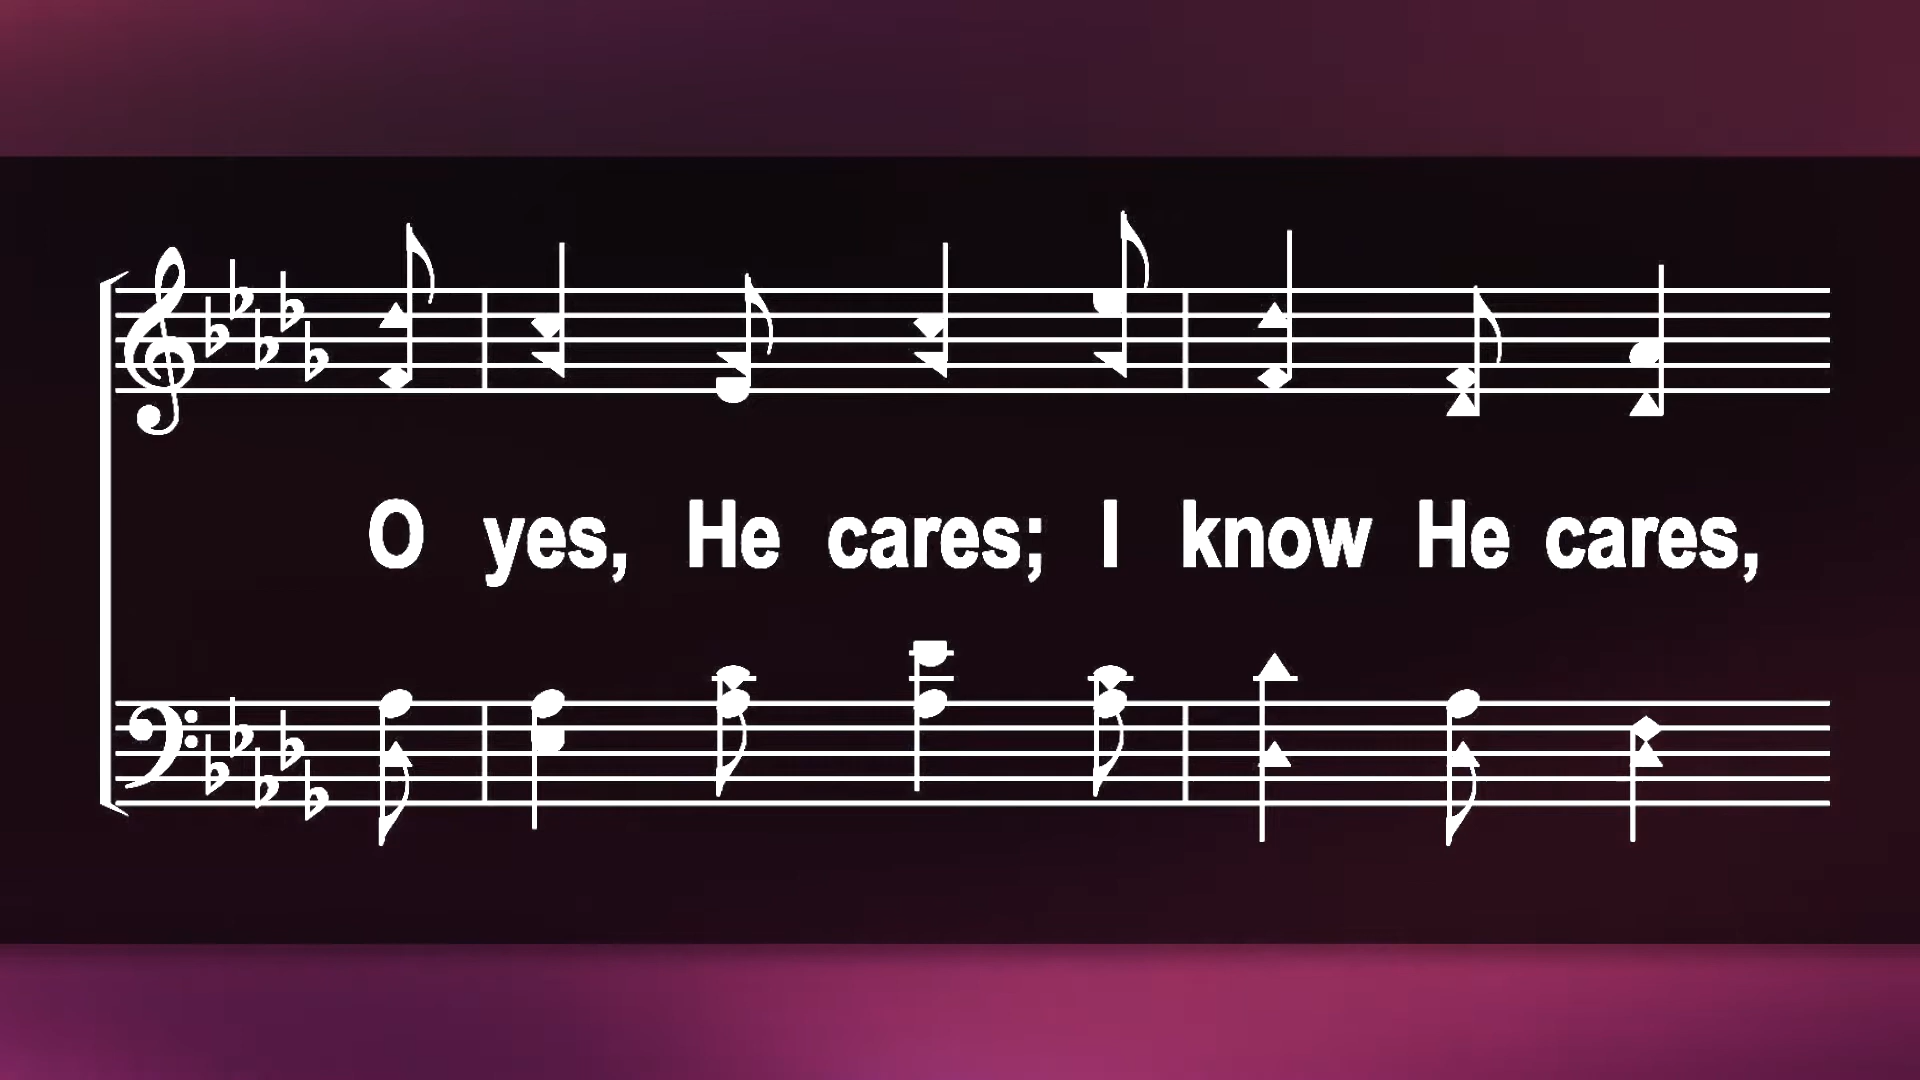 O yes, He cares; I know He cares,